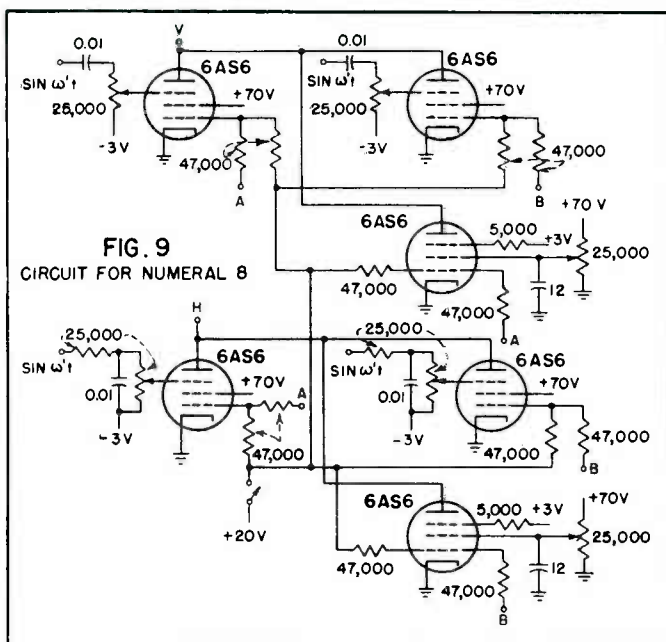 V
0.01
6AS6
0.01
6AS6
SIN ω't
+70V
SIN ω't
+70V
25,000
25,000
-3V
47,000
-3V
47,000
A
B
+70V
FIG. 9
5,000
+3V
25,000
CIRCUIT FOR NUMERAL 8
6AS6
47,000
12
47,000
H
A
25,000
6AS6
25,000
6AS6
SIN ω't
+70V
SIN ω't
+70V
0.01
A
0.01
-3V
47,000
-3V
47,000
47,000
B
6AS6
+70V
+20V
5,000
+3V
25,000
47,000
12
47,000
B